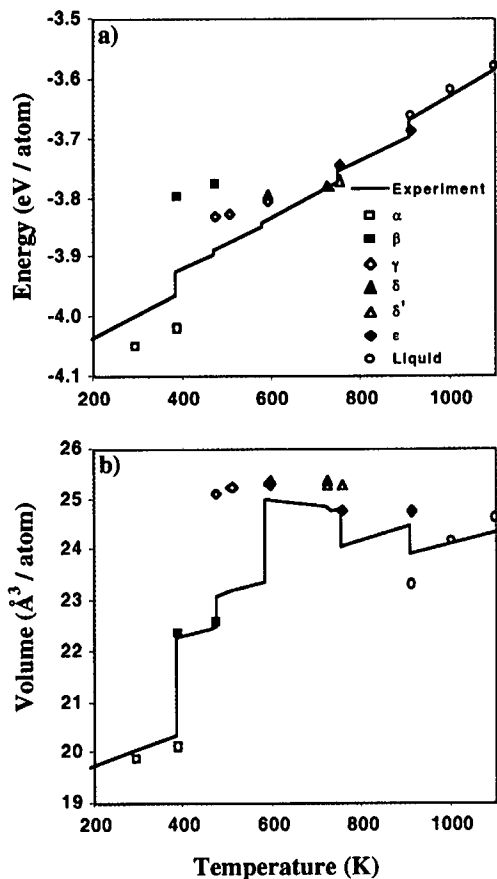 a)
Energy (eV / atom)
-3.5
-3.6
-3.7
-3.8
-3.9
-4.0
-4.1
200 400 600 800 1000
Experiment
α
β
γ
δ
δ'
ε
Liquid
b)
Volume (Å³ / atom)
26
25
24
23
22
21
20
19
200 400 600 800 1000
Temperature (K)